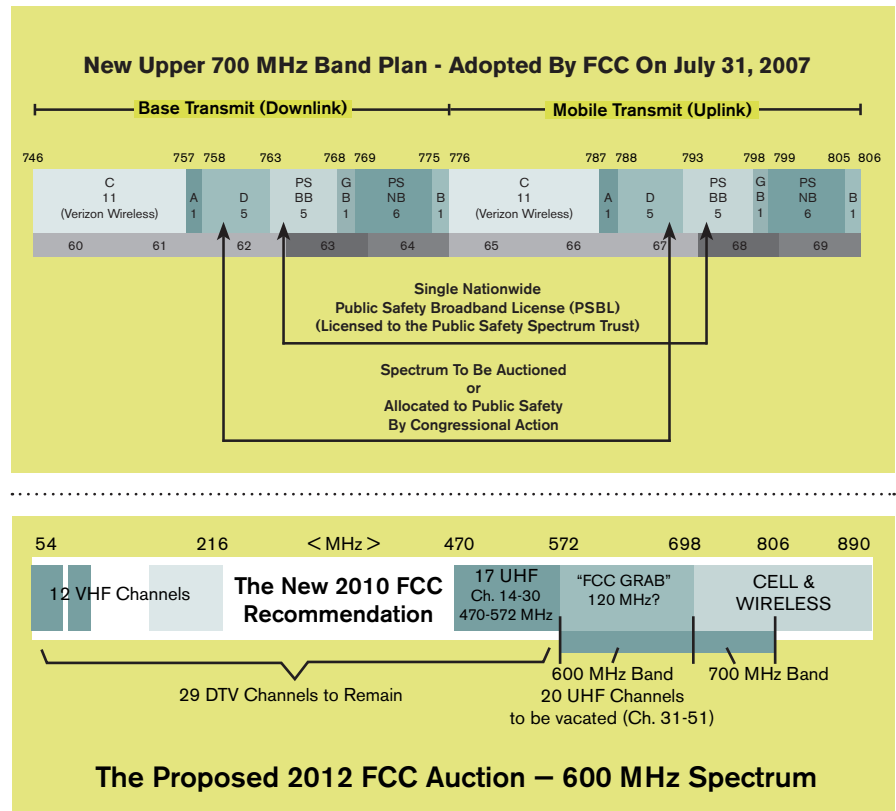 New Upper 700 MHz Band Plan - Adopted By FCC On July 31, 2007
Base Transmit (Downlink)
Mobile Transmit (Uplink)
746 757 758 763 768 769 775 776 787 788 793 798 799 805 806
C
11
(Verizon Wireless)
A
1
D
5
PS
BB
5
G
B
1
PS
NB
6
B
1
C
11
(Verizon Wireless)
A
1
D
5
PS
BB
5
G
B
1
PS
NB
6
B
1
60 61 62 63 64 65 66 67 68 69
Single Nationwide
Public Safety Broadband License (PSBL)
(Licensed to the Public Safety Spectrum Trust)
Spectrum To Be Auctioned
or
Allocated to Public Safety
By Congressional Action
54 216 < MHz > 470 572 698 806 890
12 VHF Channels
The New 2010 FCC
Recommendation
17 UHF
Ch. 14-30
470-572 MHz
“FCC GRAB”
120 MHz?
CELL &
WIRELESS
29 DTV Channels to Remain
600 MHz Band
20 UHF Channels
to be vacated (Ch. 31-51)
700 MHz Band
The Proposed 2012 FCC Auction – 600 MHz Spectrum